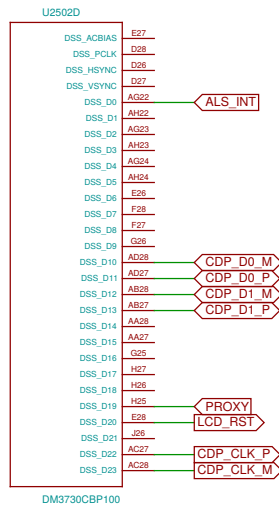 U2502D
DSS_ACBIAS E27
DSS_PCLK D28
DSS_HSYNC D26
DSS_VSYNC D27
DSS_D0 AG22 ALS_INT
DSS_D1 AH22
DSS_D2 AG23
DSS_D3 AH23
DSS_D4 AG24
DSS_D5 AH24
DSS_D6 E26
DSS_D7 F28
DSS_D8 F27
DSS_D9 G26
DSS_D10 AD28 CDP_D0_M
DSS_D11 AD27 CDP_D0_P
DSS_D12 AB28 CDP_D1_M
DSS_D13 AB27 CDP_D1_P
DSS_D14 AA28
DSS_D15 AA27
DSS_D16 G25
DSS_D17 H27
DSS_D18 H26
DSS_D19 H25 PROXY
DSS_D20 E28 LCD_RST
DSS_D21 J26
DSS_D22 AC27 CDP_CLK_P
DSS_D23 AC28 CDP_CLK_M
DM3730CBP100